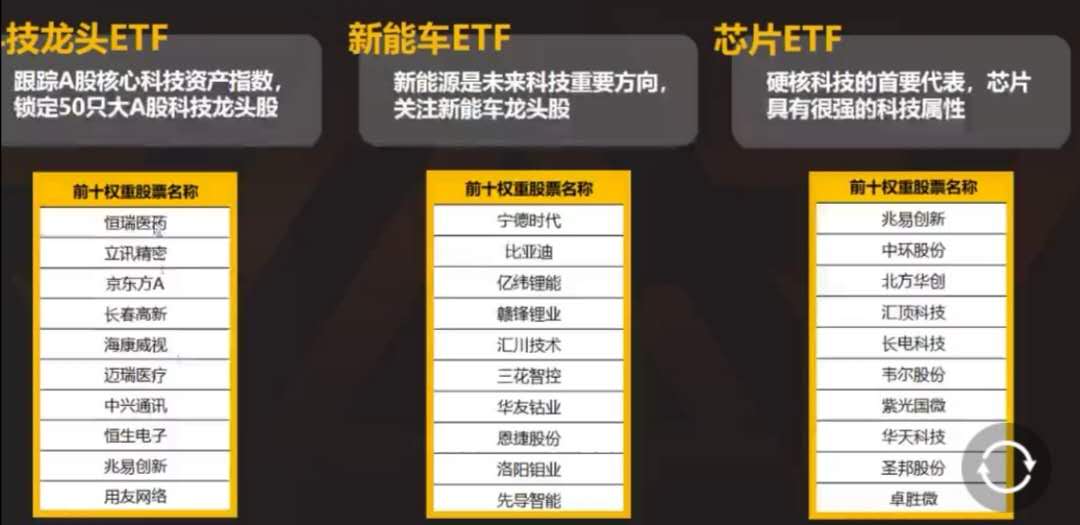 技龙头ETF
跟踪A股核心科技资产指数，
锁定50只大A股科技龙头股
前十权重股票名称
恒瑞医药
立讯精密
京东方A
长春高新
海康威视
迈瑞医疗
中兴通讯
恒生电子
兆易创新
用友网络
新能车ETF
新能源是未来科技重要方向，
关注新能车龙头股
前十权重股票名称
宁德时代
比亚迪
亿纬锂能
赣锋锂业
汇川技术
三花智控
华友钴业
恩捷股份
洛阳钼业
先导智能
芯片ETF
硬核科技的首要代表，芯片
具有很强的科技属性
前十权重股票名称
兆易创新
中环股份
北方华创
汇顶科技
长电科技
韦尔股份
紫光国微
华天科技
圣邦股份
卓胜微